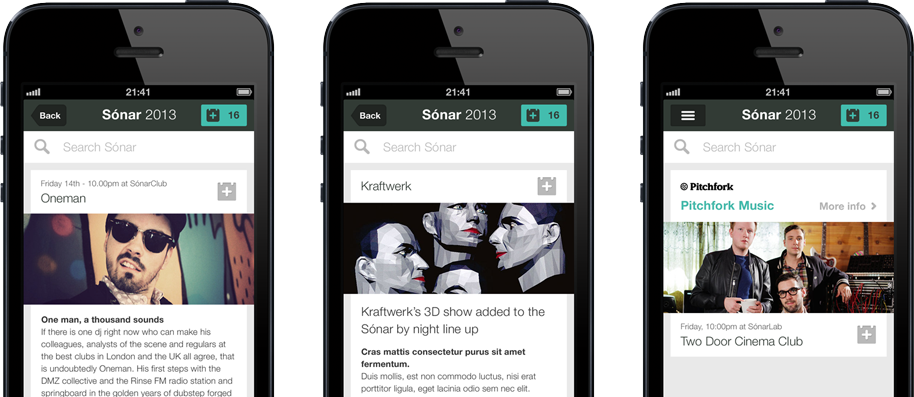 21:41
Back
Sónar 2013
16
Search Sónar
Friday 14th - 10.00pm at SónarClub
Oneman
One man, a thousand sounds
If there is one dj right now who can make his
colleagues, analysts of the scene and regulars at
the best clubs in London and the UK all agree, that
is undoubtedly Oneman. His first steps with the
DMZ collective and the Rinse FM radio station and
springboard in the golden years of dubstep forged
21:41
Back
Sónar 2013
16
Search Sónar
Kraftwerk
Kraftwerk's 3D show added to the
Sónar by night line up
Cras mattis consectetur purus sit amet
fermentum.
Duis mollis, est non commodo luctus, nisi erat
porttitor ligula, eget lacinia odio sem nec elit.
21:41
Sónar 2013
16
Search Sónar
Pitchfork
Pitchfork Music
More info
Friday, 10:00pm at SónarLab
Two Door Cinema Club